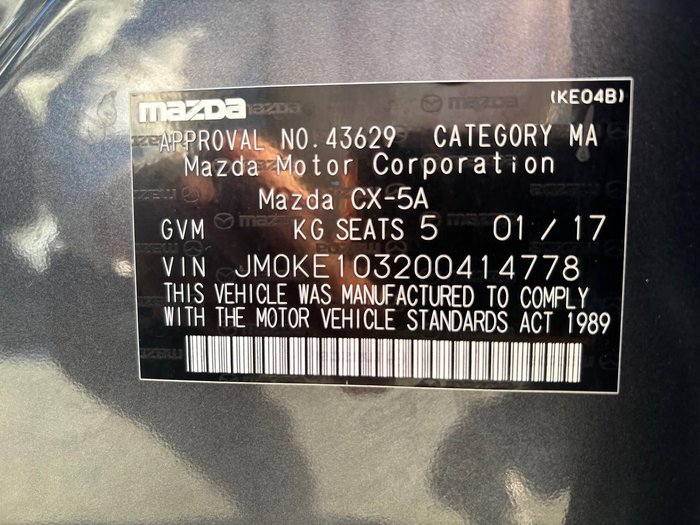 mazda (KE04B)
APPROVAL NO. 43629 CATEGORY MA
Mazda Motor Corporation
Mazda CX-5A
GVM KG SEATS 5 01 / 17
VIN JM0KE103200414778
THIS VEHICLE WAS MANUFACTURED TO COMPLY
WITH THE MOTOR VEHICLE STANDARDS ACT 1989